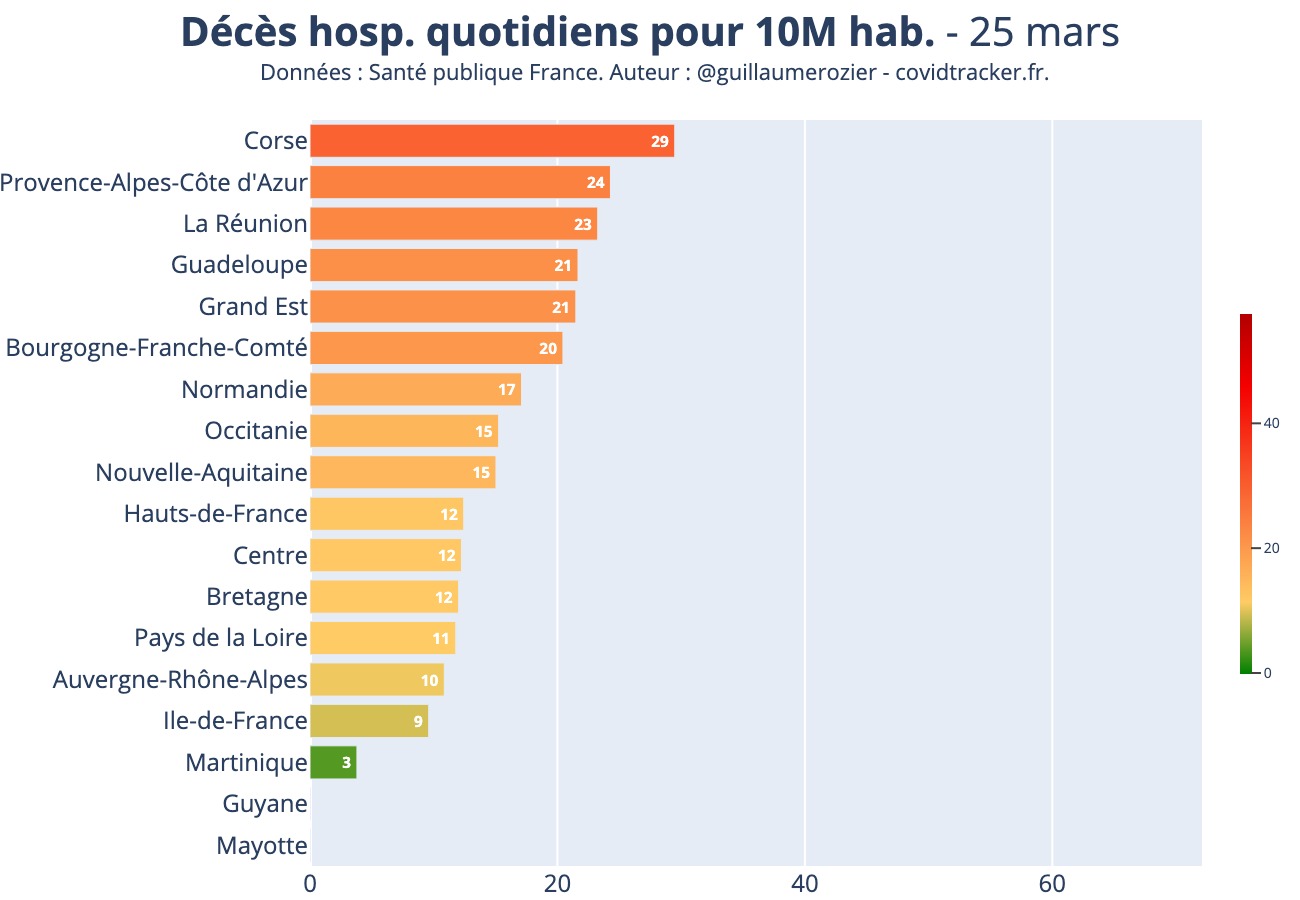 Décès hosp. quotidiens pour 10M hab. - 25 mars
Données : Santé publique France. Auteur : @guillaumerozier - covidtracker.fr.
Corse 29
Provence-Alpes-Côte d'Azur 24
La Réunion 23
Guadeloupe 21
Grand Est 21
Bourgogne-Franche-Comté 20
Normandie 17
Occitanie 15
Nouvelle-Aquitaine 15
Hauts-de-France 12
Centre 12
Bretagne 12
Pays de la Loire 11
Auvergne-Rhône-Alpes 10
Ile-de-France 9
Martinique 3
Guyane
Mayotte
0 20 40 60
40
20
0